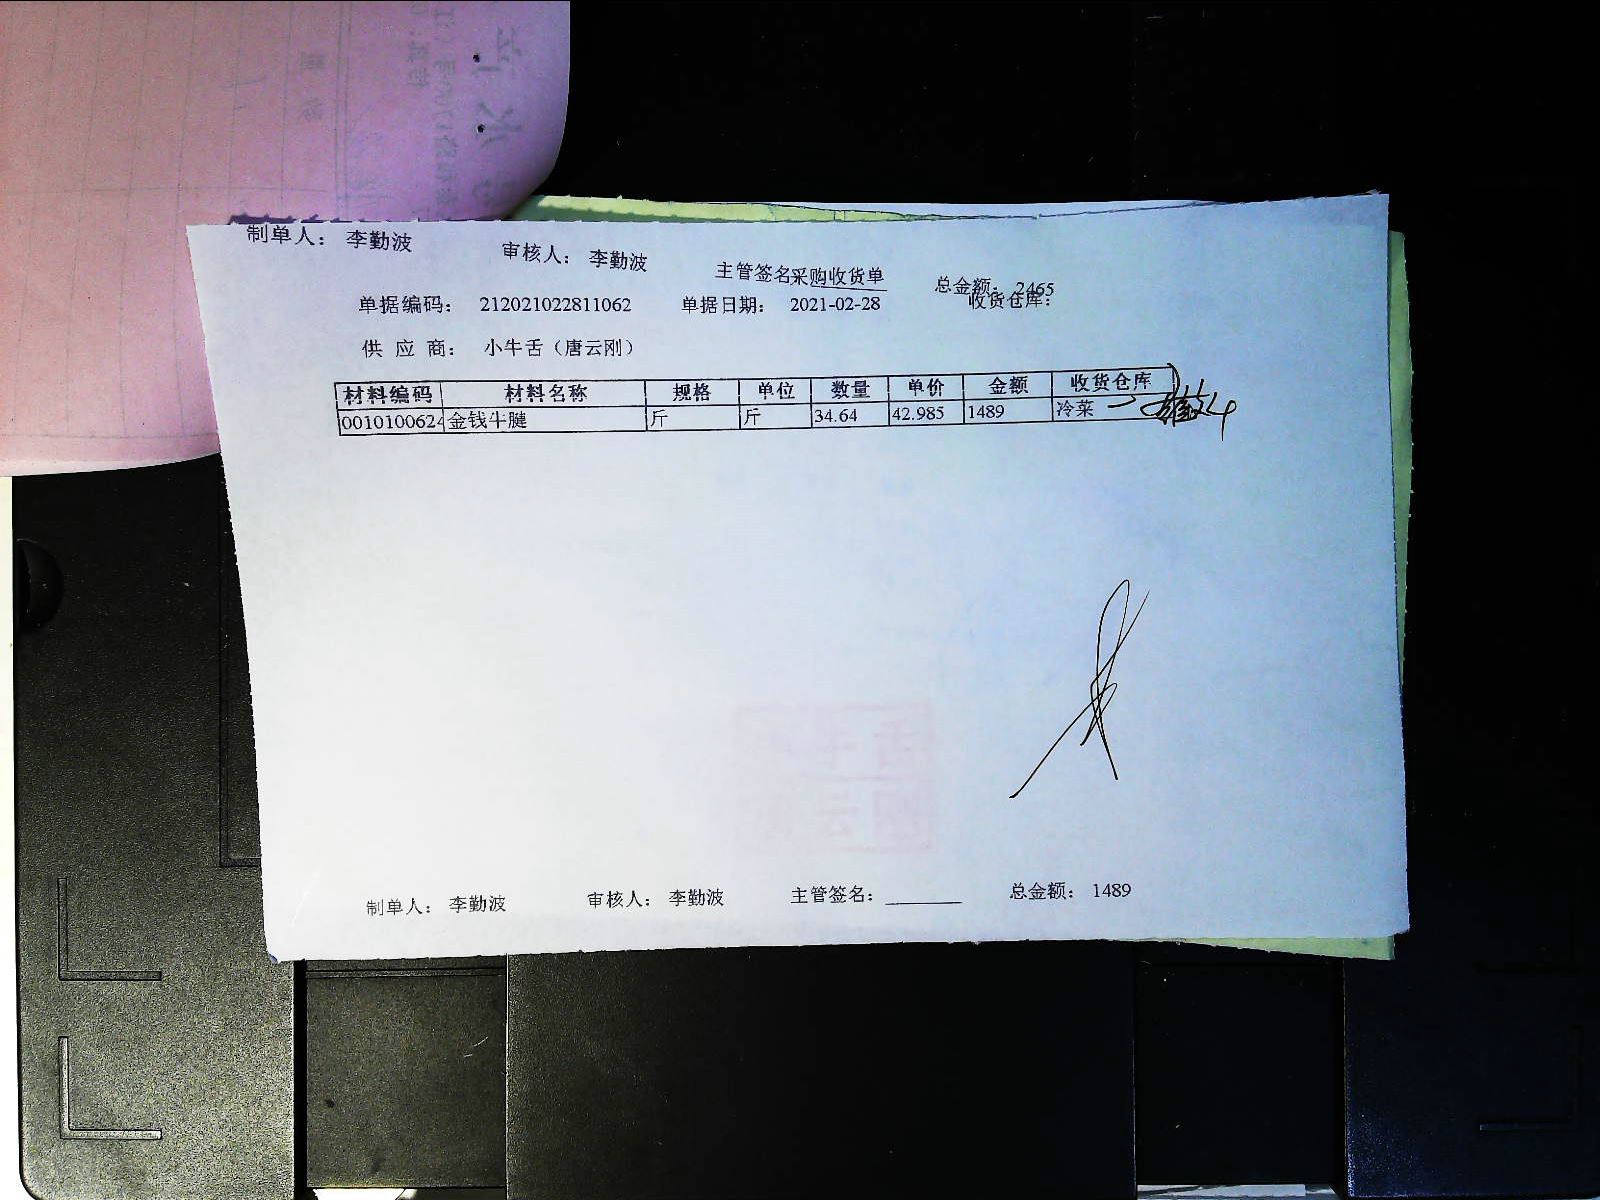 制单人： 李勤波 审核人： 李勤波 主管签名 总金额： 2465
采购收货单
单据编码： 212021022811062 单据日期： 2021-02-28 收货仓库：
供 应 商： 小牛舌（唐云刚）
材料编码 材料名称 规格 单位 数量 单价 金额 收货仓库
0010100624 金钱牛腱 斤 斤 34.64 42.985 1489 冷菜
制单人： 李勤波 审核人： 李勤波 主管签名： 总金额： 1489